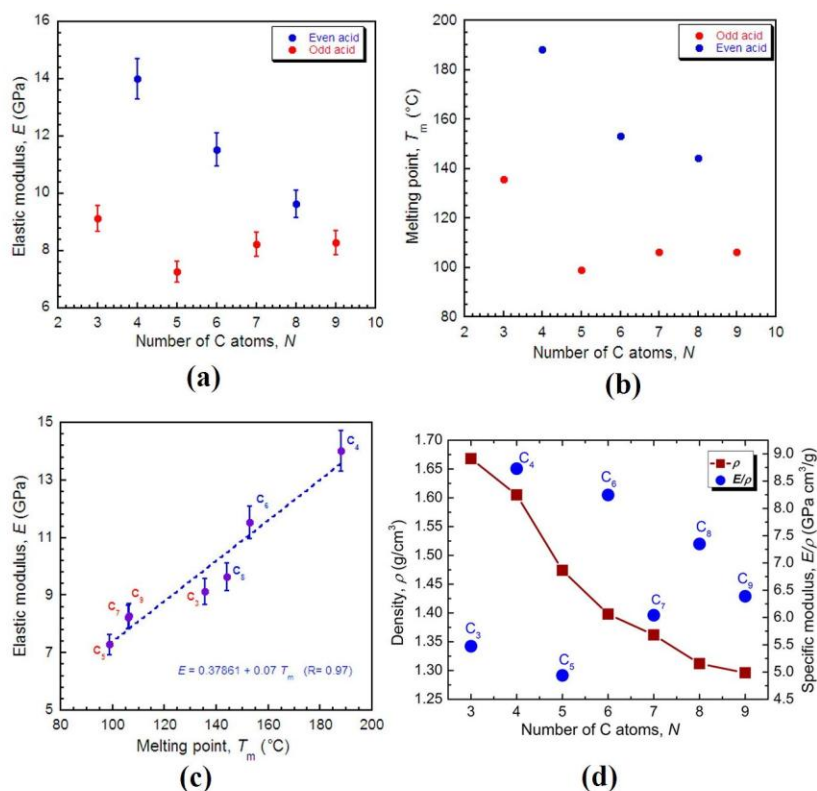 Even acid
Odd acid
Elastic modulus, E (GPa)
16
14
12
10
8
6
2 3 4 5 6 7 8 9 10
Number of C atoms, N
(a)
Odd acid
Even acid
Melting point, Tm (°C)
200
180
160
140
120
100
80
2 3 4 5 6 7 8 9 10
Number of C atoms, N
(b)
Elastic modulus, E (GPa)
15
13
11
9
7
5
C4
C6
C8
C3
C9
C7
C5
E = 0.37861 + 0.07 Tm (R= 0.97)
80 100 120 140 160 180 200
Melting point, Tm (°C)
(c)
Density, ρ (g/cm3)
1.70
1.65
1.60
1.55
1.50
1.45
1.40
1.35
1.30
1.25
ρ
E/ρ
C3
C4
C5
C6
C7
C8
C9
9.0
8.5
8.0
7.5
7.0
6.5
6.0
5.5
5.0
4.5
Specific modulus, E/ρ (GPa cm3/g)
3 4 5 6 7 8 9
Number of C atoms, N
(d)